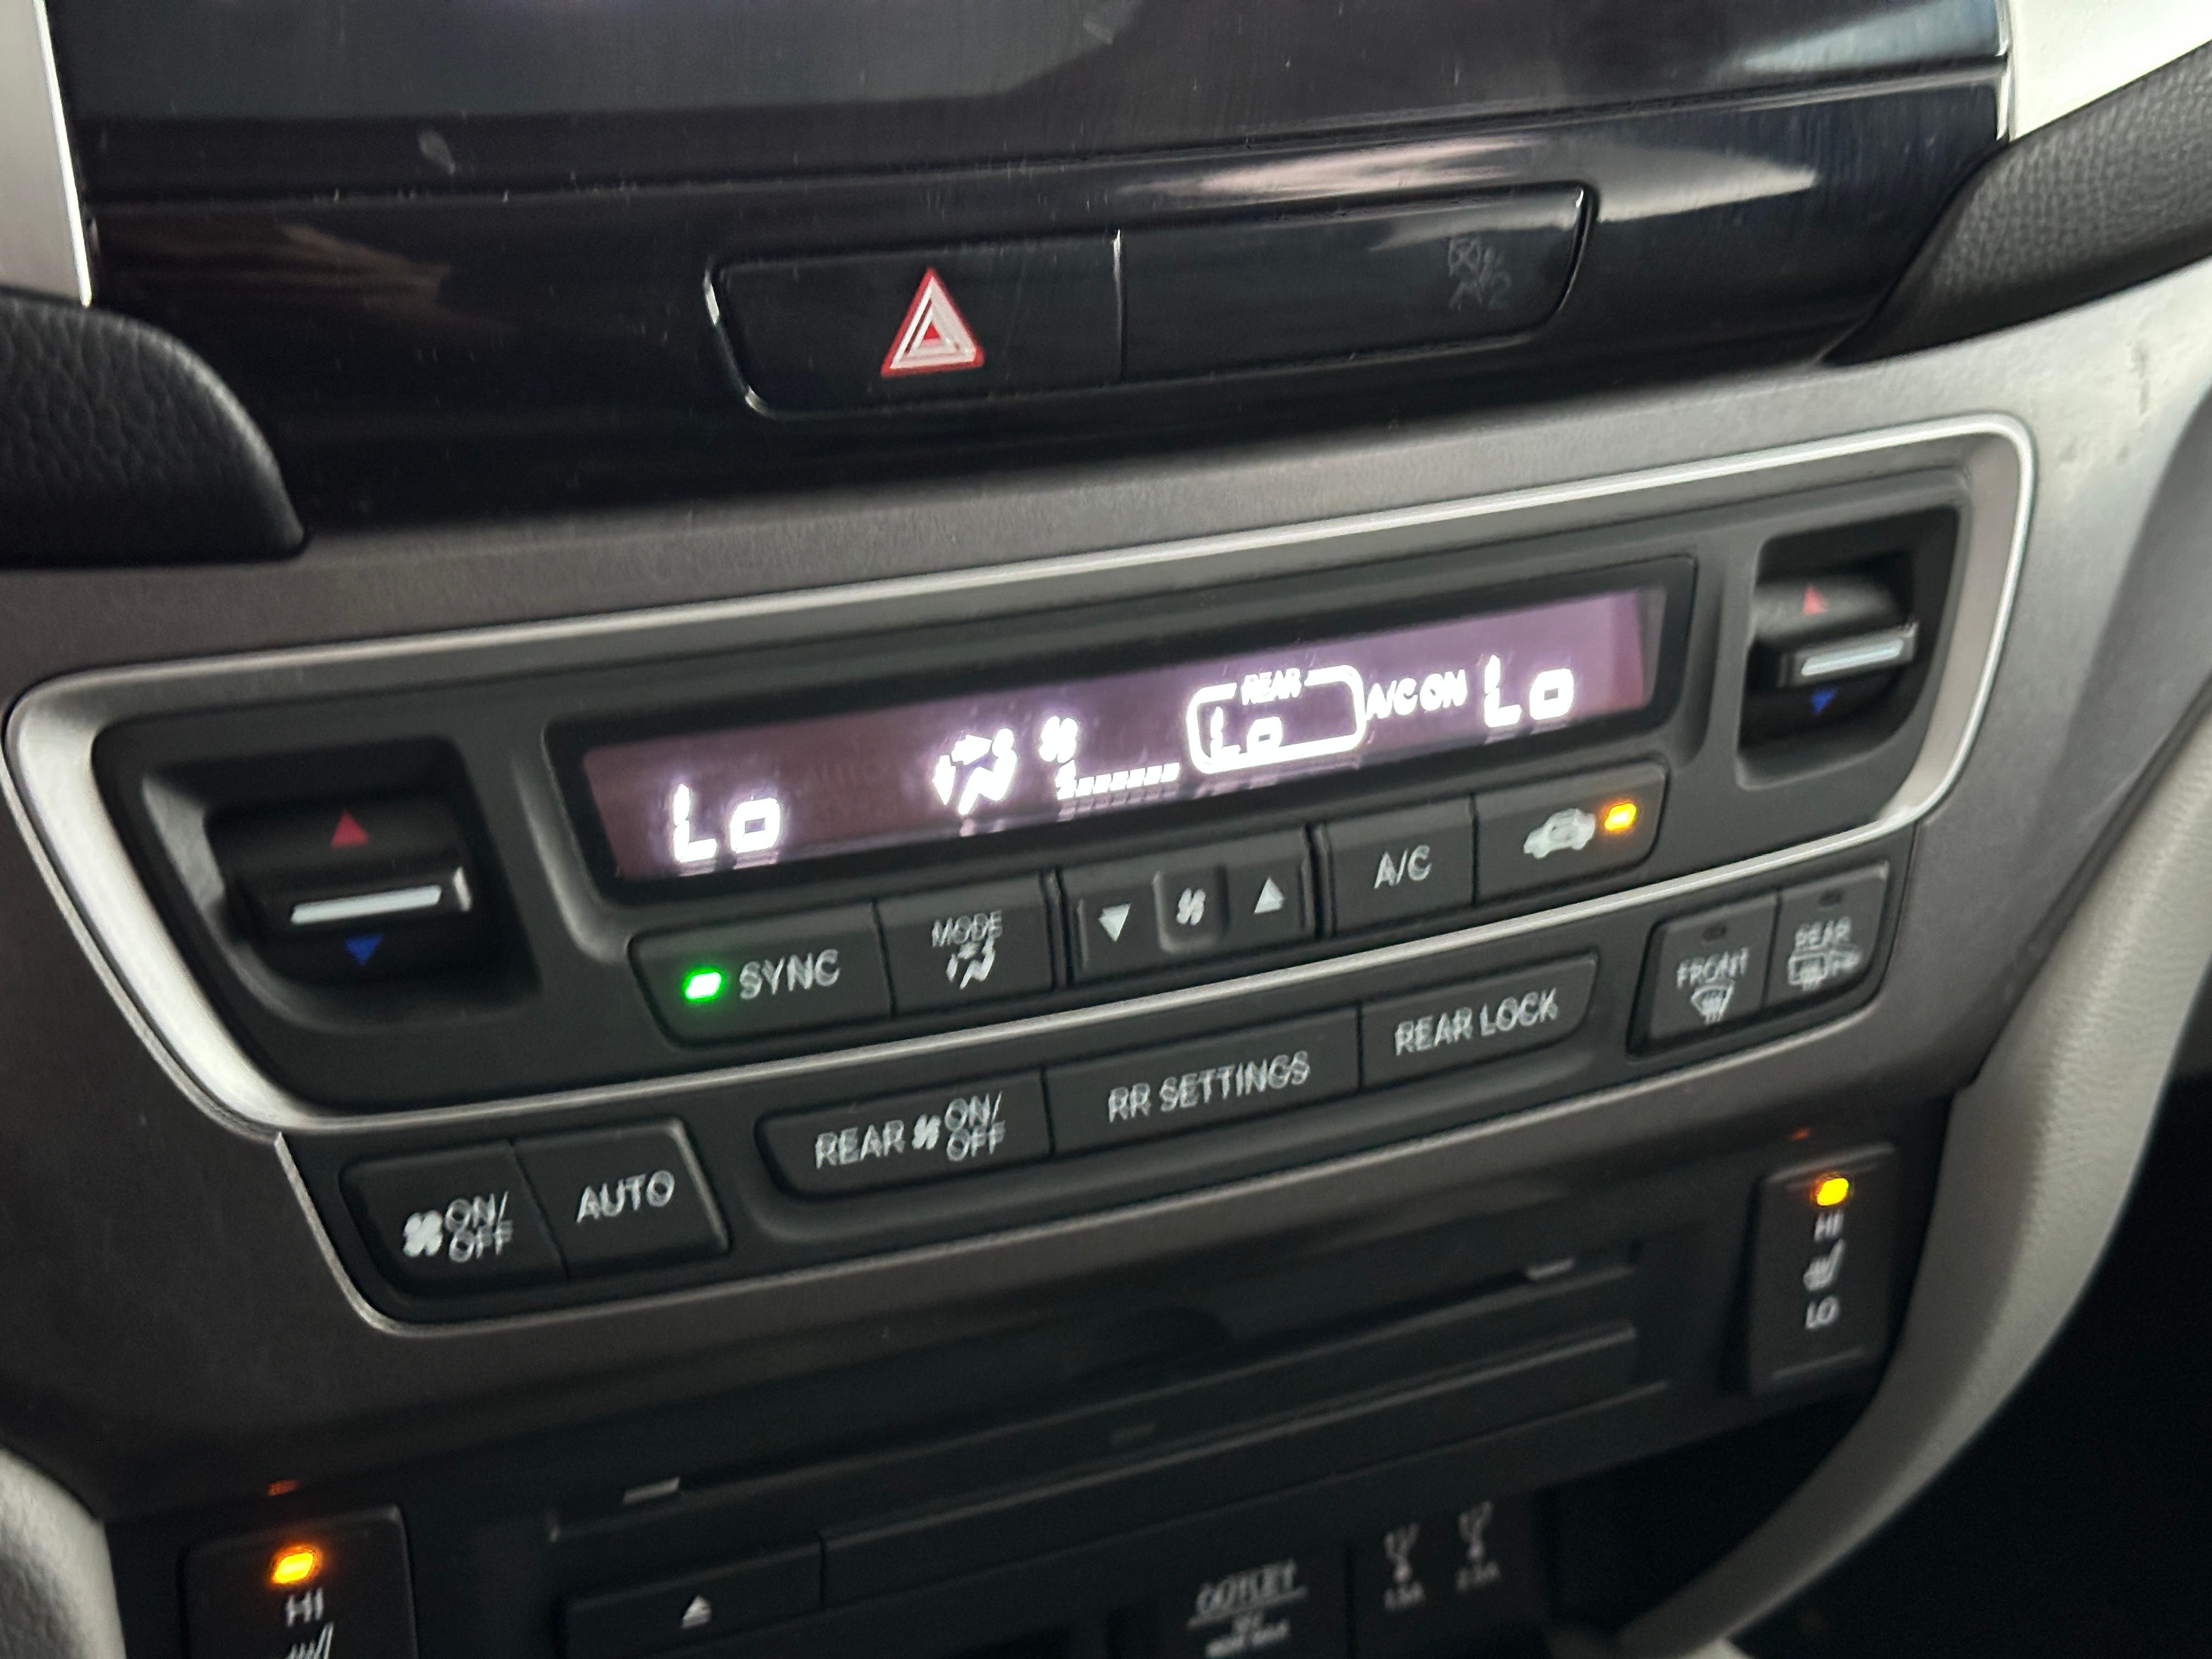 REAR
Lo
Lo
A/C ON
Lo
SYNC
MODE
A/C
FRONT
REAR
REAR ON/OFF
RR SETTINGS
REAR LOCK
ON/OFF
AUTO
HI
LO
HI
OUTLET